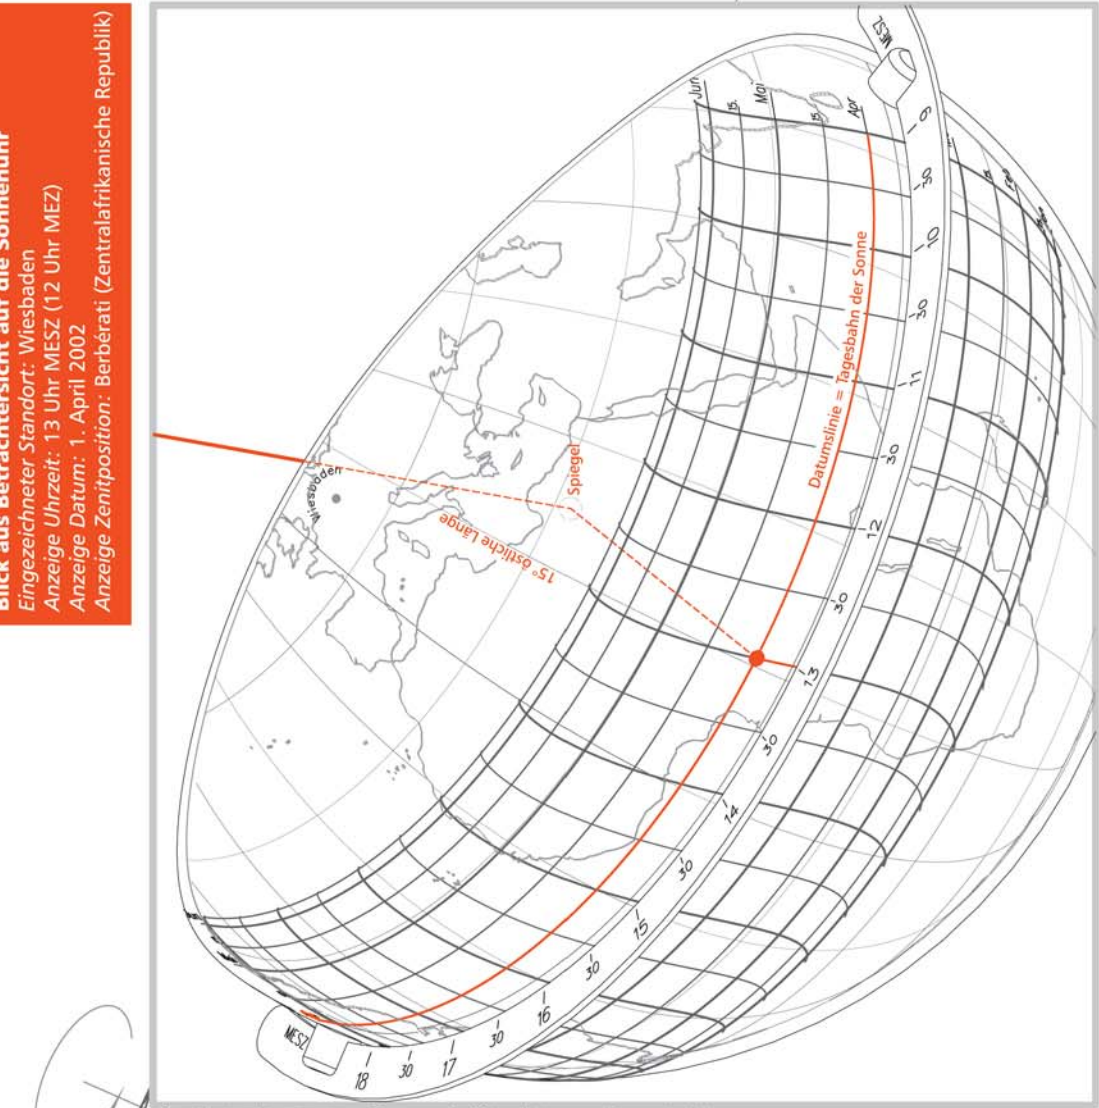 Blick aus Betrachtersicht auf die Sonnenuhr
Eingezeichneter Standort: Wiesbaden
Anzeige Uhrzeit: 13 Uhr MESZ (12 Uhr MEZ)
Anzeige Datum: 1. April 2002
Anzeige Zenitposition: Berbérati (Zentralafrikanische Republik)
MESZ
Jun
15.
Mai
15.
Apr
9
30
10
30
11
30
12
30
13
30
14
30
15
30
16
30
17
30
18
MESZ
Datumslinie = Tagesbahn der Sonne
Spiegel
Wiesbaden
15° östliche Länge
Feb